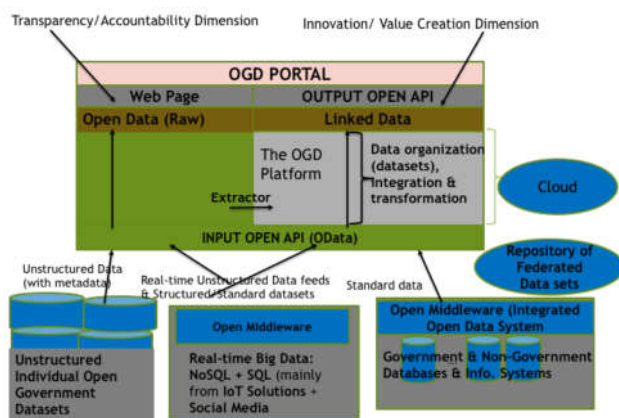 Transparency/Accountability Dimension
Innovation/ Value Creation Dimension
OGD PORTAL
Web Page
OUTPUT OPEN API
Open Data (Raw)
Linked Data
The OGD
Platform
Data organization
(datasets),
Integration &
transformation
Extractor
Cloud
INPUT OPEN API (OData)
Unstructured Data
(with metadata)
Real-time Unstructured Data feeds
& Structured/Standard datasets
Standard data
Repository of
Federated
Data sets
Unstructured
Individual Open
Government
Datasets
Open Middleware
Real-time Big Data:
NoSQL + SQL (mainly
from IoT Solutions +
Social Media
Open Middleware (Integrated
Open Data System
Government & Non-Government
Databases & Info. Systems